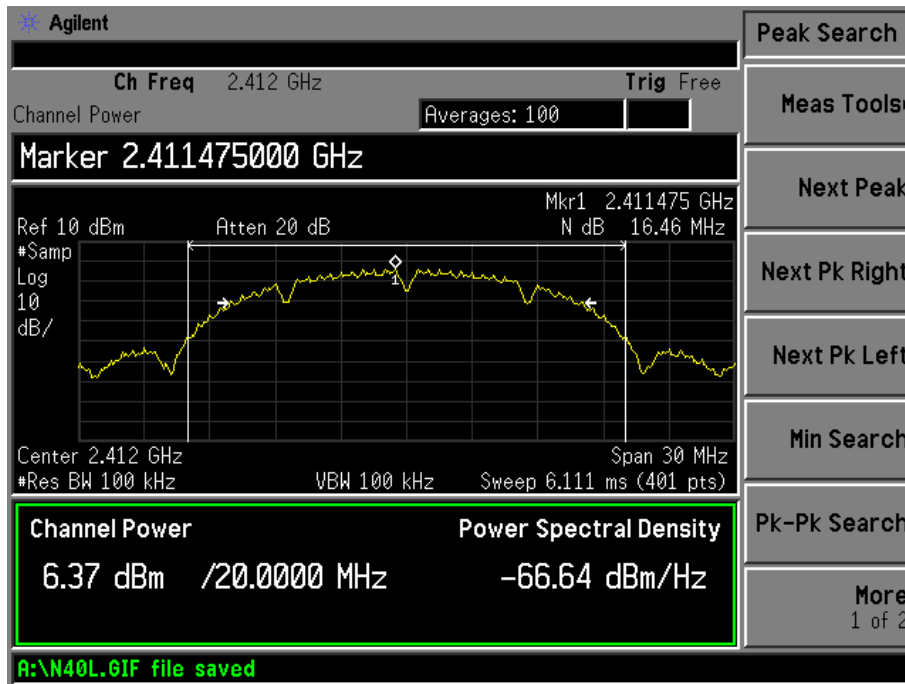 Agilent
Peak Search
Ch Freq 2.412 GHz Trig Free
Channel Power Averages: 100
Marker 2.411475000 GHz
Mkr1 2.411475 GHz
Ref 10 dBm Atten 20 dB N dB 16.46 MHz
#Samp
Log
10
dB/
1
Center 2.412 GHz Span 30 MHz
#Res BW 100 kHz VBW 100 kHz Sweep 6.111 ms (401 pts)
Channel Power Power Spectral Density
6.37 dBm /20.0000 MHz -66.64 dBm/Hz
A:\N40L.GIF file saved
Meas Tools
Next Peak
Next Pk Right
Next Pk Left
Min Search
Pk-Pk Search
More
1 of 2